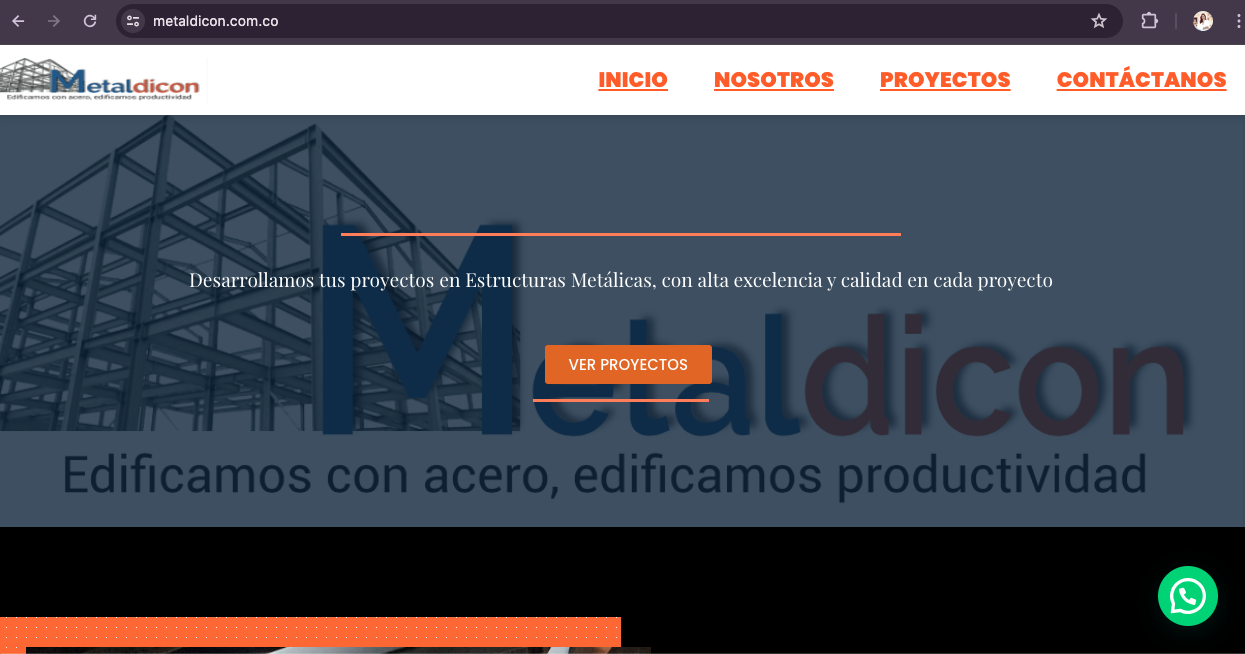 metaldicon.com.co
Metaldicon
Edificamos con acero, edificamos productividad
INICIO NOSOTROS PROYECTOS CONTÁCTANOS
Desarrollamos tus proyectos en Estructuras Metálicas, con alta excelencia y calidad en cada proyecto
VER PROYECTOS
Metaldicon
Edificamos con acero, edificamos productividad